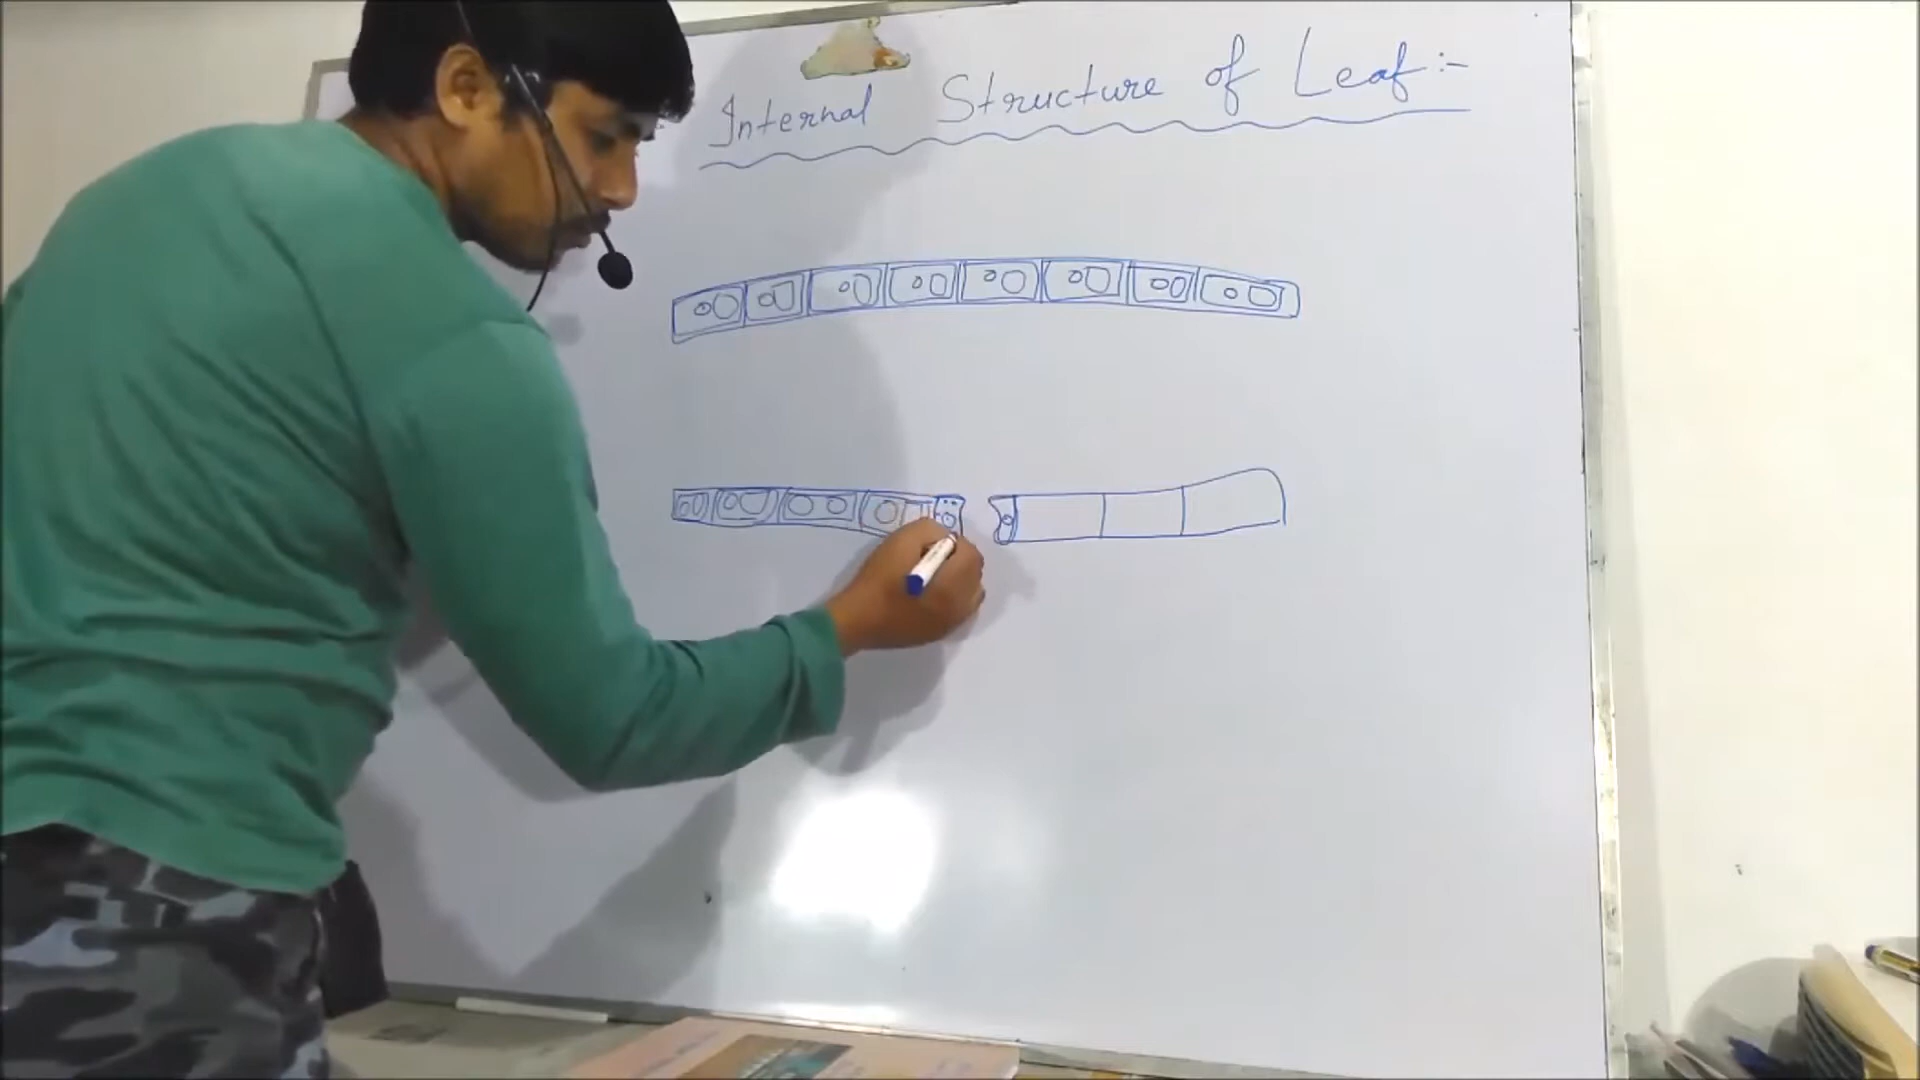 Internal Structure of Leaf :-